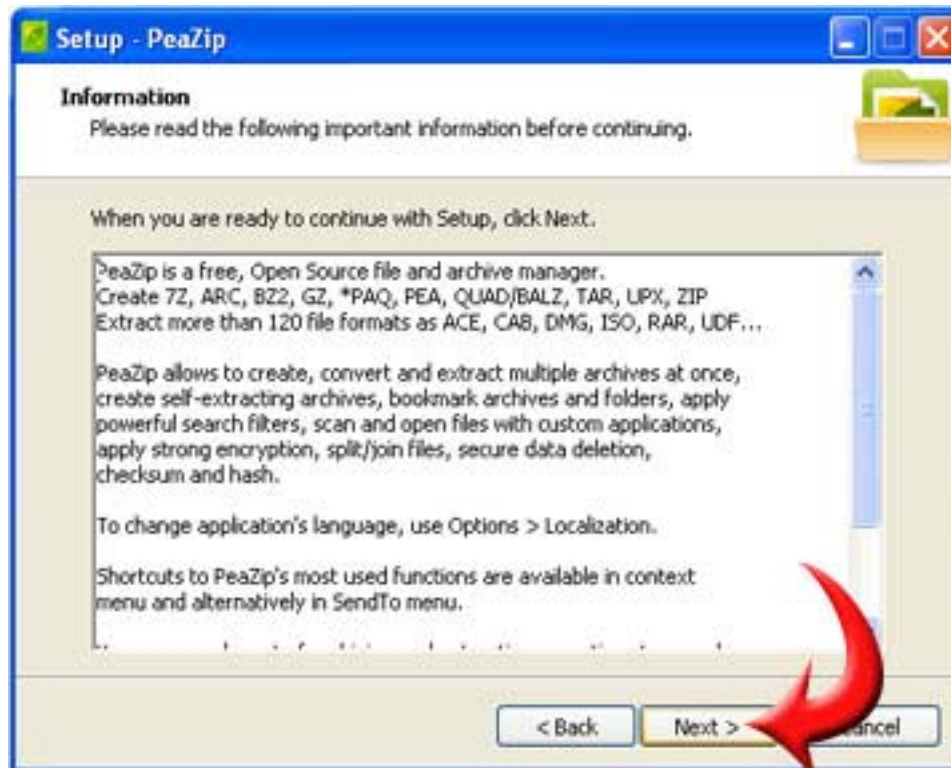 Setup - PeaZip
Information
Please read the following important information before continuing.
When you are ready to continue with Setup, click Next.
PeaZip is a free, Open Source file and archive manager.
Create 7Z, ARC, BZ2, GZ, *PAQ, PEA, QUAD/BALZ, TAR, UPX, ZIP
Extract more than 120 file formats as ACE, CAB, DMG, ISO, RAR, UDF...
PeaZip allows to create, convert and extract multiple archives at once,
create self-extracting archives, bookmark archives and folders, apply
powerful search filters, scan and open files with custom applications,
apply strong encryption, split/join files, secure data deletion,
checksum and hash.
To change application's language, use Options > Localization.
Shortcuts to PeaZip's most used functions are available in context
menu and alternatively in SendTo menu.
< Back
Next >
Cancel